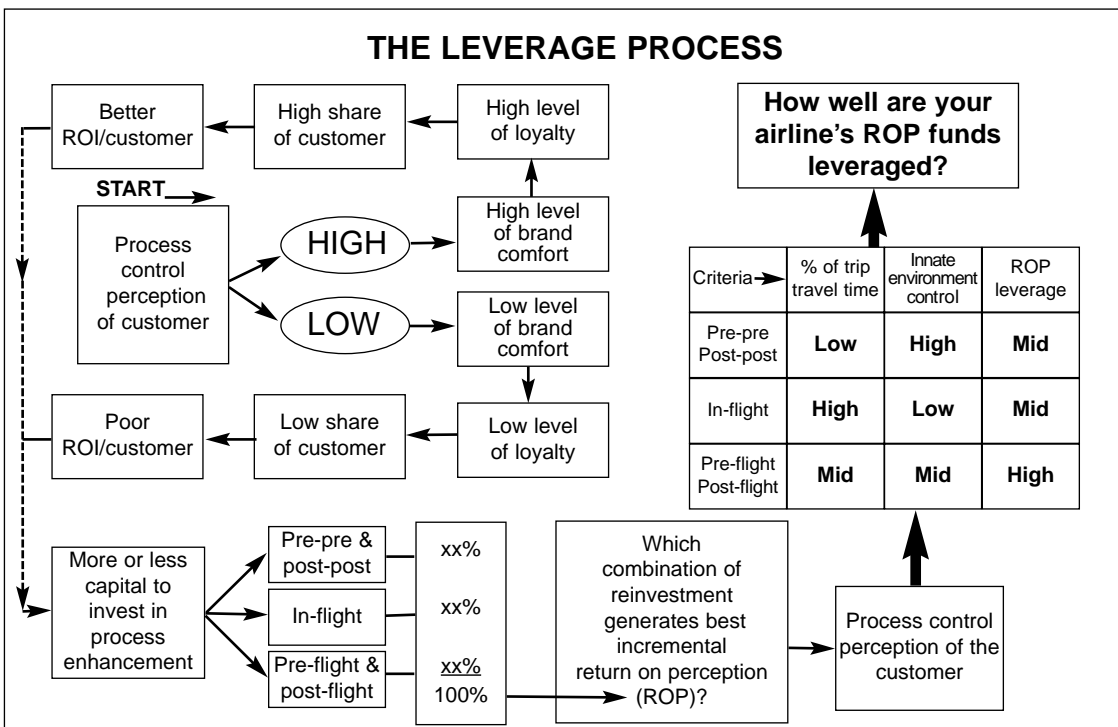 THE LEVERAGE PROCESS
Better
ROI/customer
High share
of customer
High level
of loyalty
START
Process
control
perception
of customer
HIGH
High level
of brand
comfort
LOW
Low level
of brand
comfort
Poor
ROI/customer
Low share
of customer
Low level
of loyalty
More or less
capital to
invest in
process
enhancement
Pre-pre &
post-post
In-flight
Pre-flight &
post-flight
xx%
xx%
xx%
100%
Which
combination of
reinvestment
generates best
incremental
return on perception
(ROP)?
Process control
perception of the
customer
Criteria
% of trip
travel time
Innate
environment
control
ROP
leverage
Pre-pre
Post-post
Low
High
Mid
In-flight
High
Low
Mid
Pre-flight
Post-flight
Mid
Mid
High
How well are your
airline's ROP funds
leveraged?